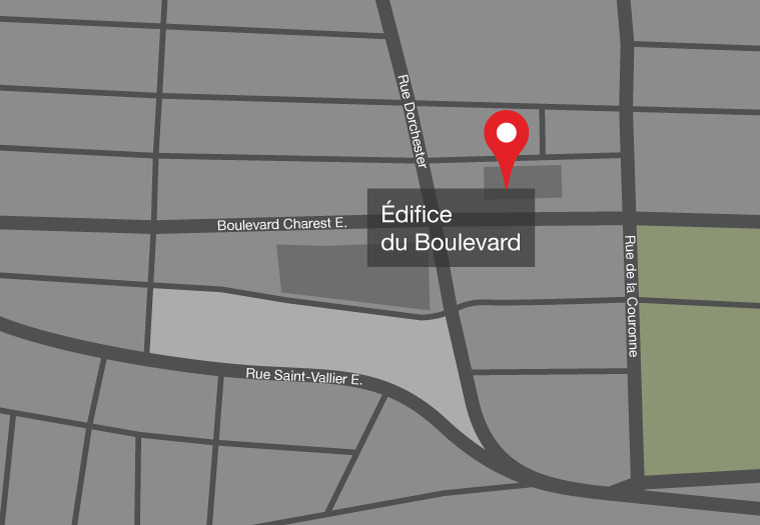 Rue Dorchester
Édifice
du Boulevard
Boulevard Charest E.
Rue de la Couronne
Rue Saint-Vallier E.